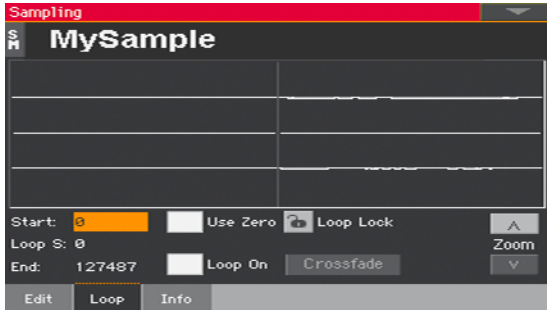 Sampling
SM MySample
Start: 0 Use Zero Loop Lock
Loop S: 0 Zoom
End: 127487 Loop On Crossfade
Edit Loop Info